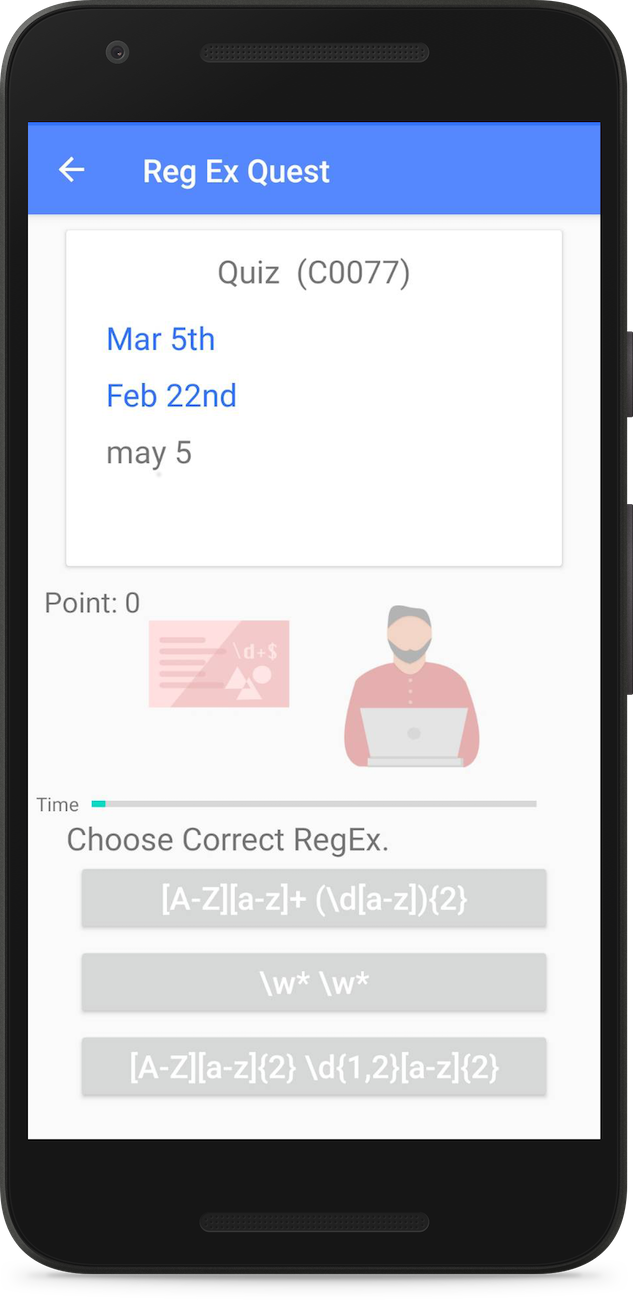 Reg Ex Quest
Quiz (C0077)
Mar 5th
Feb 22nd
may 5
Point: 0
\d+$
Time
Choose Correct RegEx.
[A-Z][a-z]+ (\d[a-z]){2}
\w* \w*
[A-Z][a-z]{2} \d{1,2}[a-z]{2}